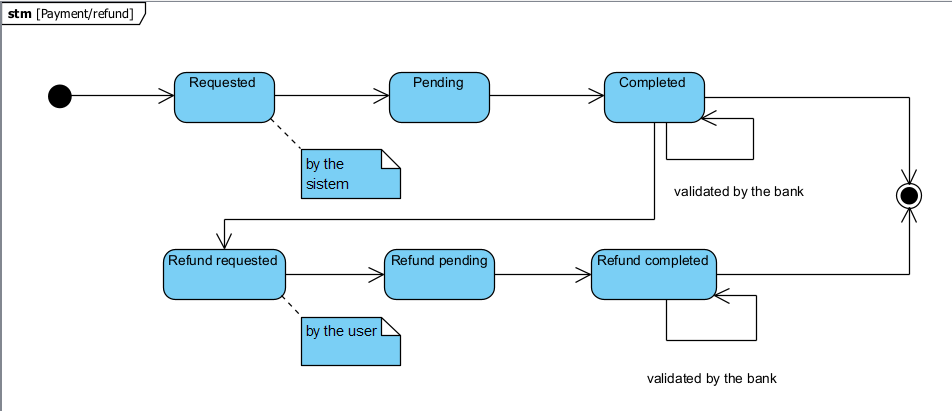 stm [Payment/refund]
Requested
Pending
Completed
by the
sistem
validated by the bank
Refund requested
Refund pending
Refund completed
by the user
validated by the bank